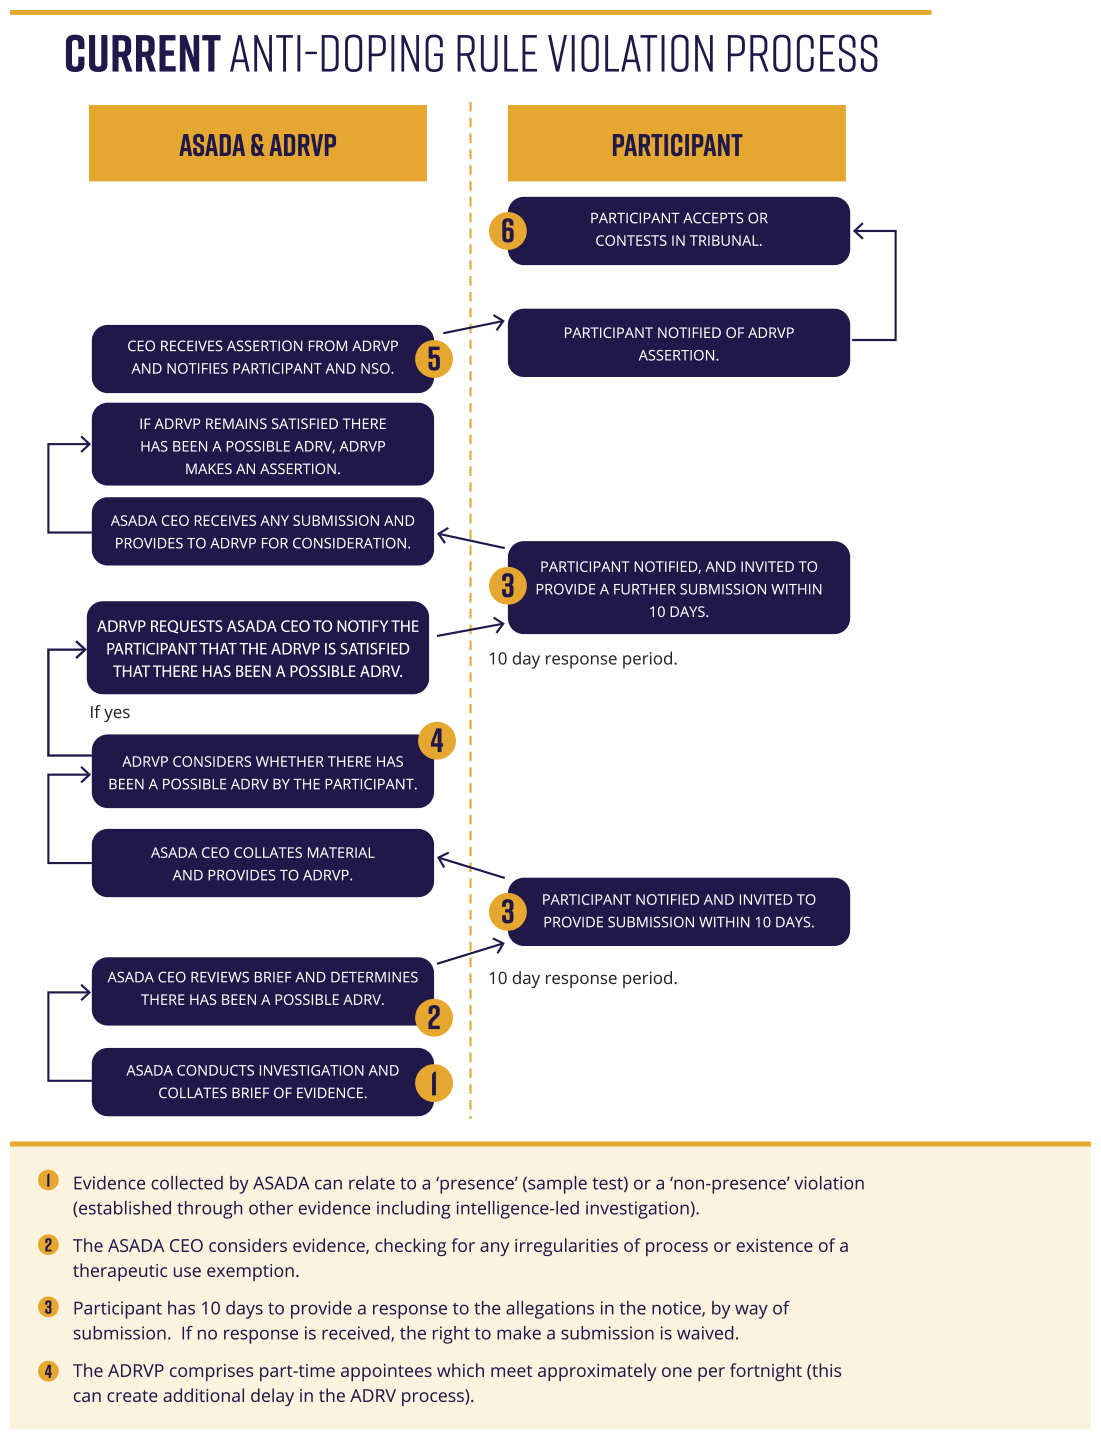 CURRENT ANTI-DOPING RULE VIOLATION PROCESS
ASADA & ADRVP
PARTICIPANT
6
PARTICIPANT ACCEPTS OR
CONTESTS IN TRIBUNAL.
PARTICIPANT NOTIFIED OF ADRVP
ASSERTION.
CEO RECEIVES ASSERTION FROM ADRVP
AND NOTIFIES PARTICIPANT AND NSO.
5
IF ADRVP REMAINS SATISFIED THERE
HAS BEEN A POSSIBLE ADRV, ADRVP
MAKES AN ASSERTION.
ASADA CEO RECEIVES ANY SUBMISSION AND
PROVIDES TO ADRVP FOR CONSIDERATION.
3
PARTICIPANT NOTIFIED, AND INVITED TO
PROVIDE A FURTHER SUBMISSION WITHIN
10 DAYS.
ADRVP REQUESTS ASADA CEO TO NOTIFY THE
PARTICIPANT THAT THE ADRVP IS SATISFIED
THAT THERE HAS BEEN A POSSIBLE ADRV.
10 day response period.
If yes
4
ADRVP CONSIDERS WHETHER THERE HAS
BEEN A POSSIBLE ADRV BY THE PARTICIPANT.
ASADA CEO COLLATES MATERIAL
AND PROVIDES TO ADRVP.
3
PARTICIPANT NOTIFIED AND INVITED TO
PROVIDE SUBMISSION WITHIN 10 DAYS.
10 day response period.
ASADA CEO REVIEWS BRIEF AND DETERMINES
THERE HAS BEEN A POSSIBLE ADRV.
2
ASADA CONDUCTS INVESTIGATION AND
COLLATES BRIEF OF EVIDENCE.
1
1 Evidence collected by ASADA can relate to a ‘presence’ (sample test) or a ‘non-presence’ violation
(established through other evidence including intelligence-led investigation).
2 The ASADA CEO considers evidence, checking for any irregularities of process or existence of a
therapeutic use exemption.
3 Participant has 10 days to provide a response to the allegations in the notice, by way of
submission.  If no response is received, the right to make a submission is waived.
4 The ADRVP comprises part-time appointees which meet approximately one per fortnight (this
can create additional delay in the ADRV process).